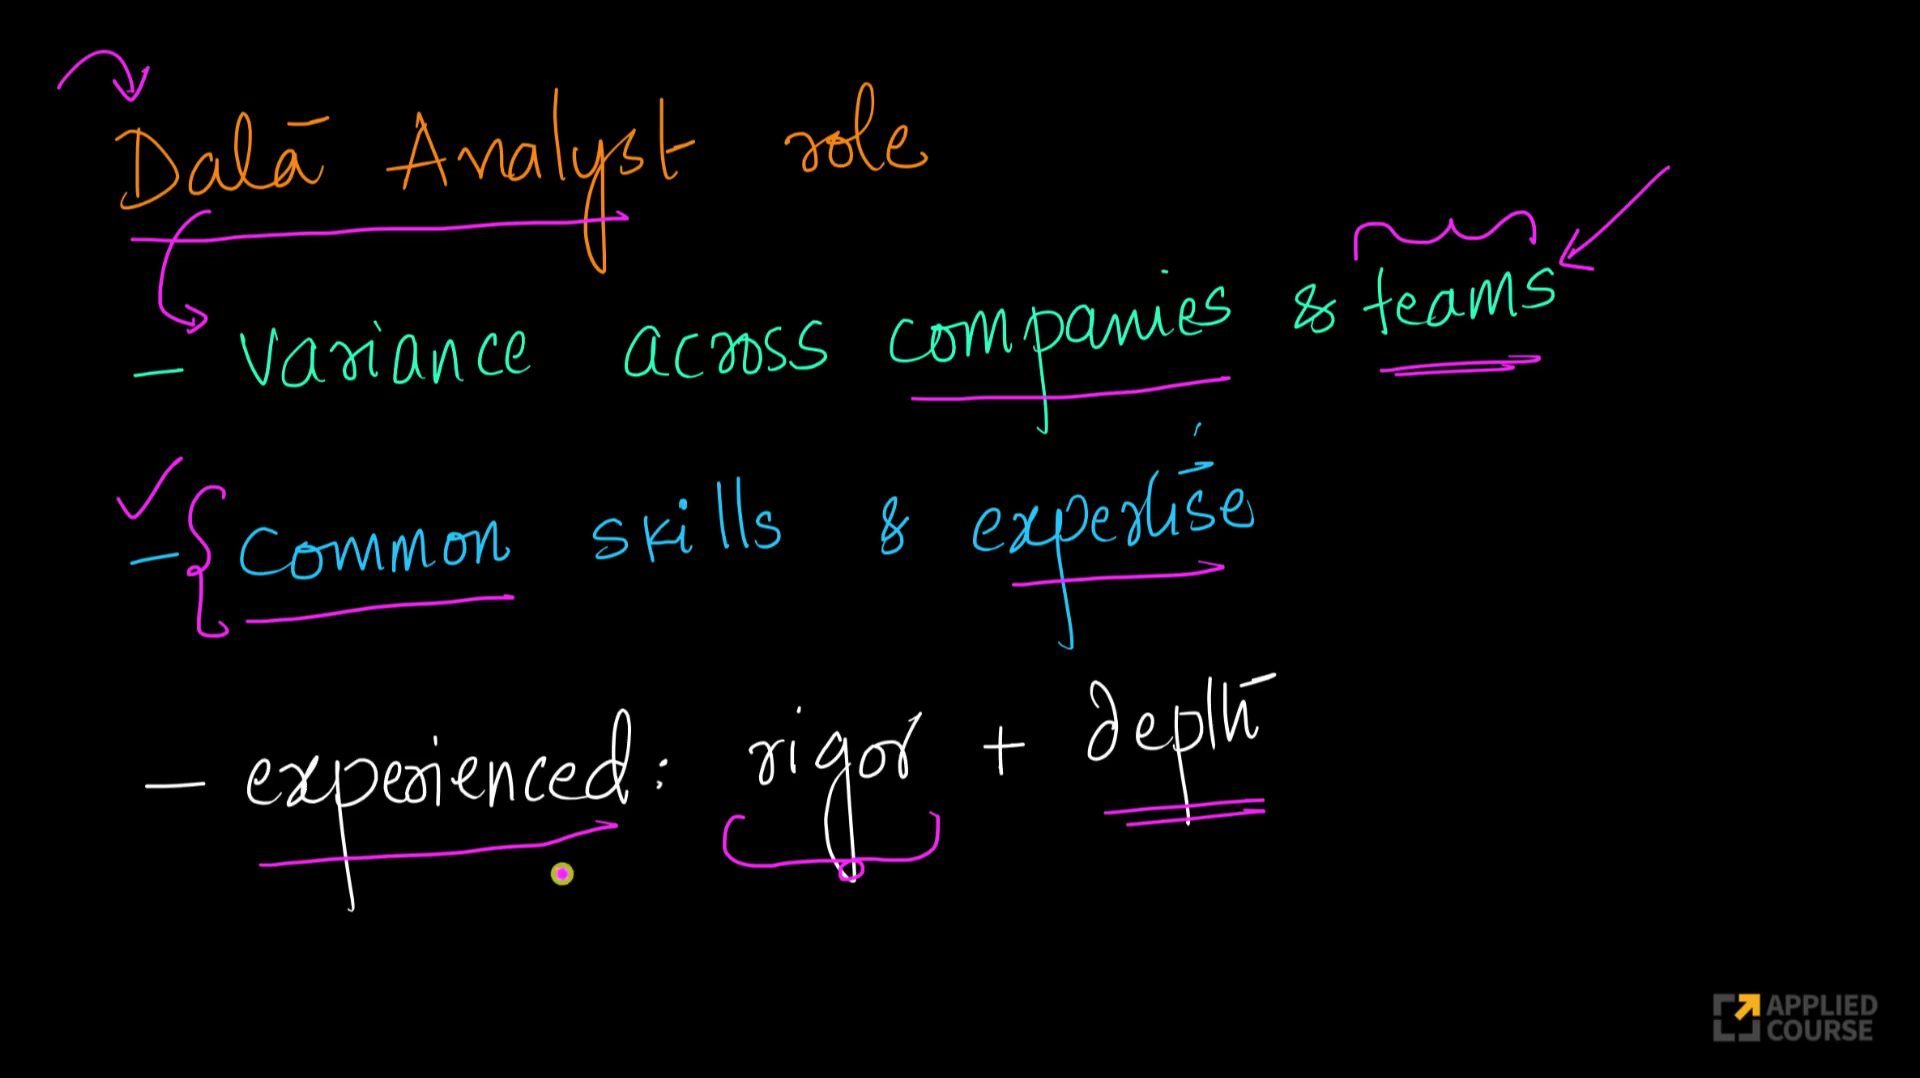 Data Analyst role
- Variance across companies & teams
- Common skills & expertise
- experienced: rigor + depth
APPLIED
COURSE